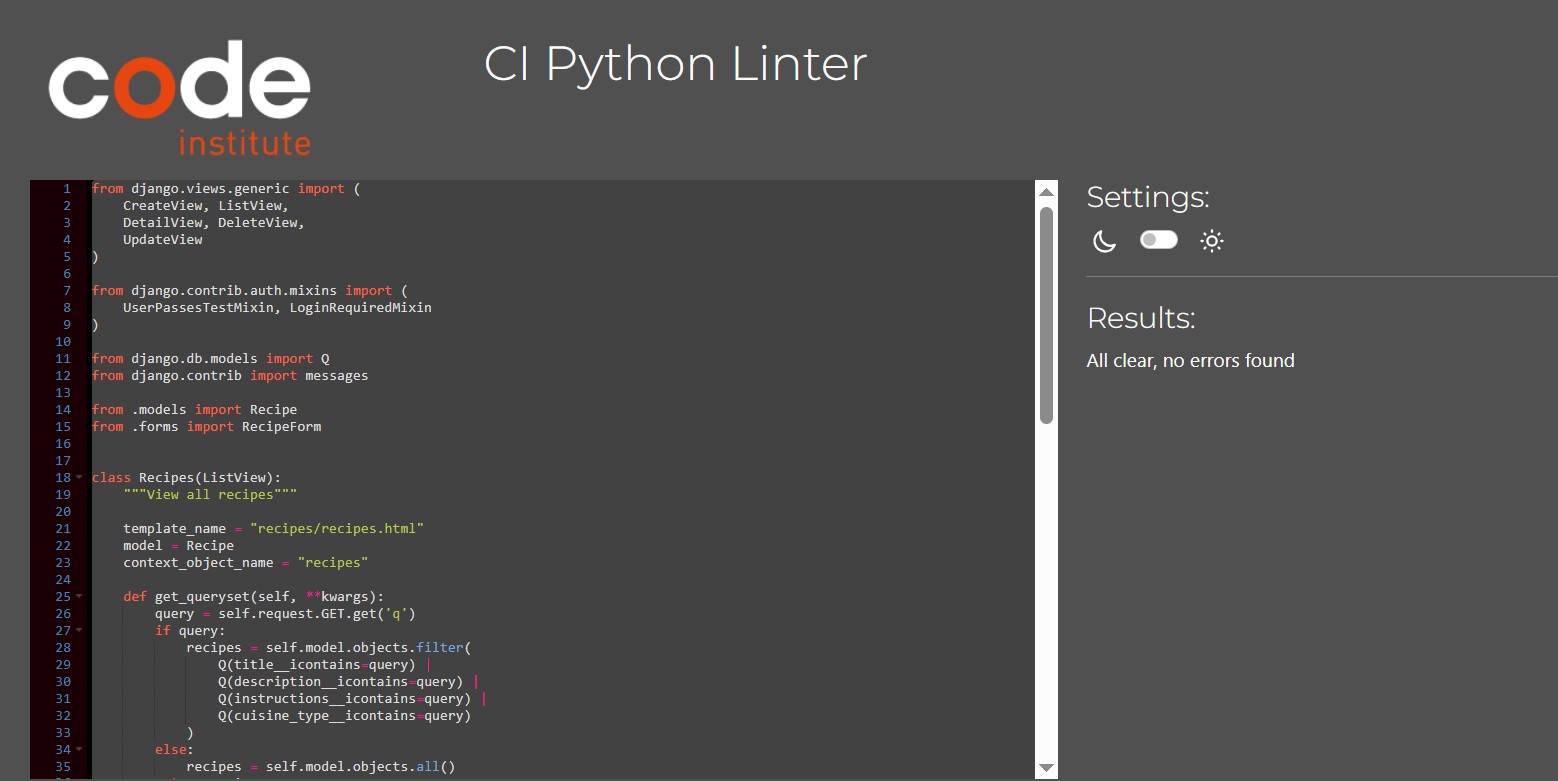 code
institute
CI Python Linter
1 from django.views.generic import (
2     CreateView, ListView,
3     DetailView, DeleteView,
4     UpdateView
5 )
6
7 from django.contrib.auth.mixins import (
8     UserPassesTestMixin, LoginRequiredMixin
9 )
10
11 from django.db.models import Q
12 from django.contrib import messages
13
14 from .models import Recipe
15 from .forms import RecipeForm
16
17
18 class Recipes(ListView):
19     """View all recipes"""
20
21     template_name = "recipes/recipes.html"
22     model = Recipe
23     context_object_name = "recipes"
24
25     def get_queryset(self, **kwargs):
26         query = self.request.GET.get('q')
27         if query:
28             recipes = self.model.objects.filter(
29                 Q(title__icontains=query) |
30                 Q(description__icontains=query) |
31                 Q(instructions__icontains=query) |
32                 Q(cuisine_type__icontains=query)
33             )
34         else:
35             recipes = self.model.objects.all()
Settings:
Results:
All clear, no errors found